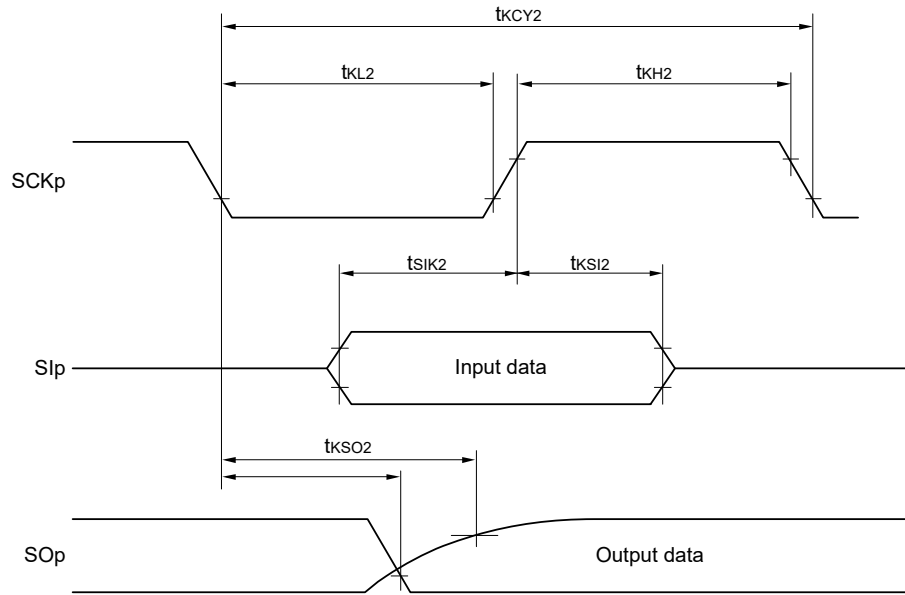 tKCY2
tKL2
tKH2
SCKp
tSIK2
tKSI2
SIp
Input data
tKSO2
SOp
Output data